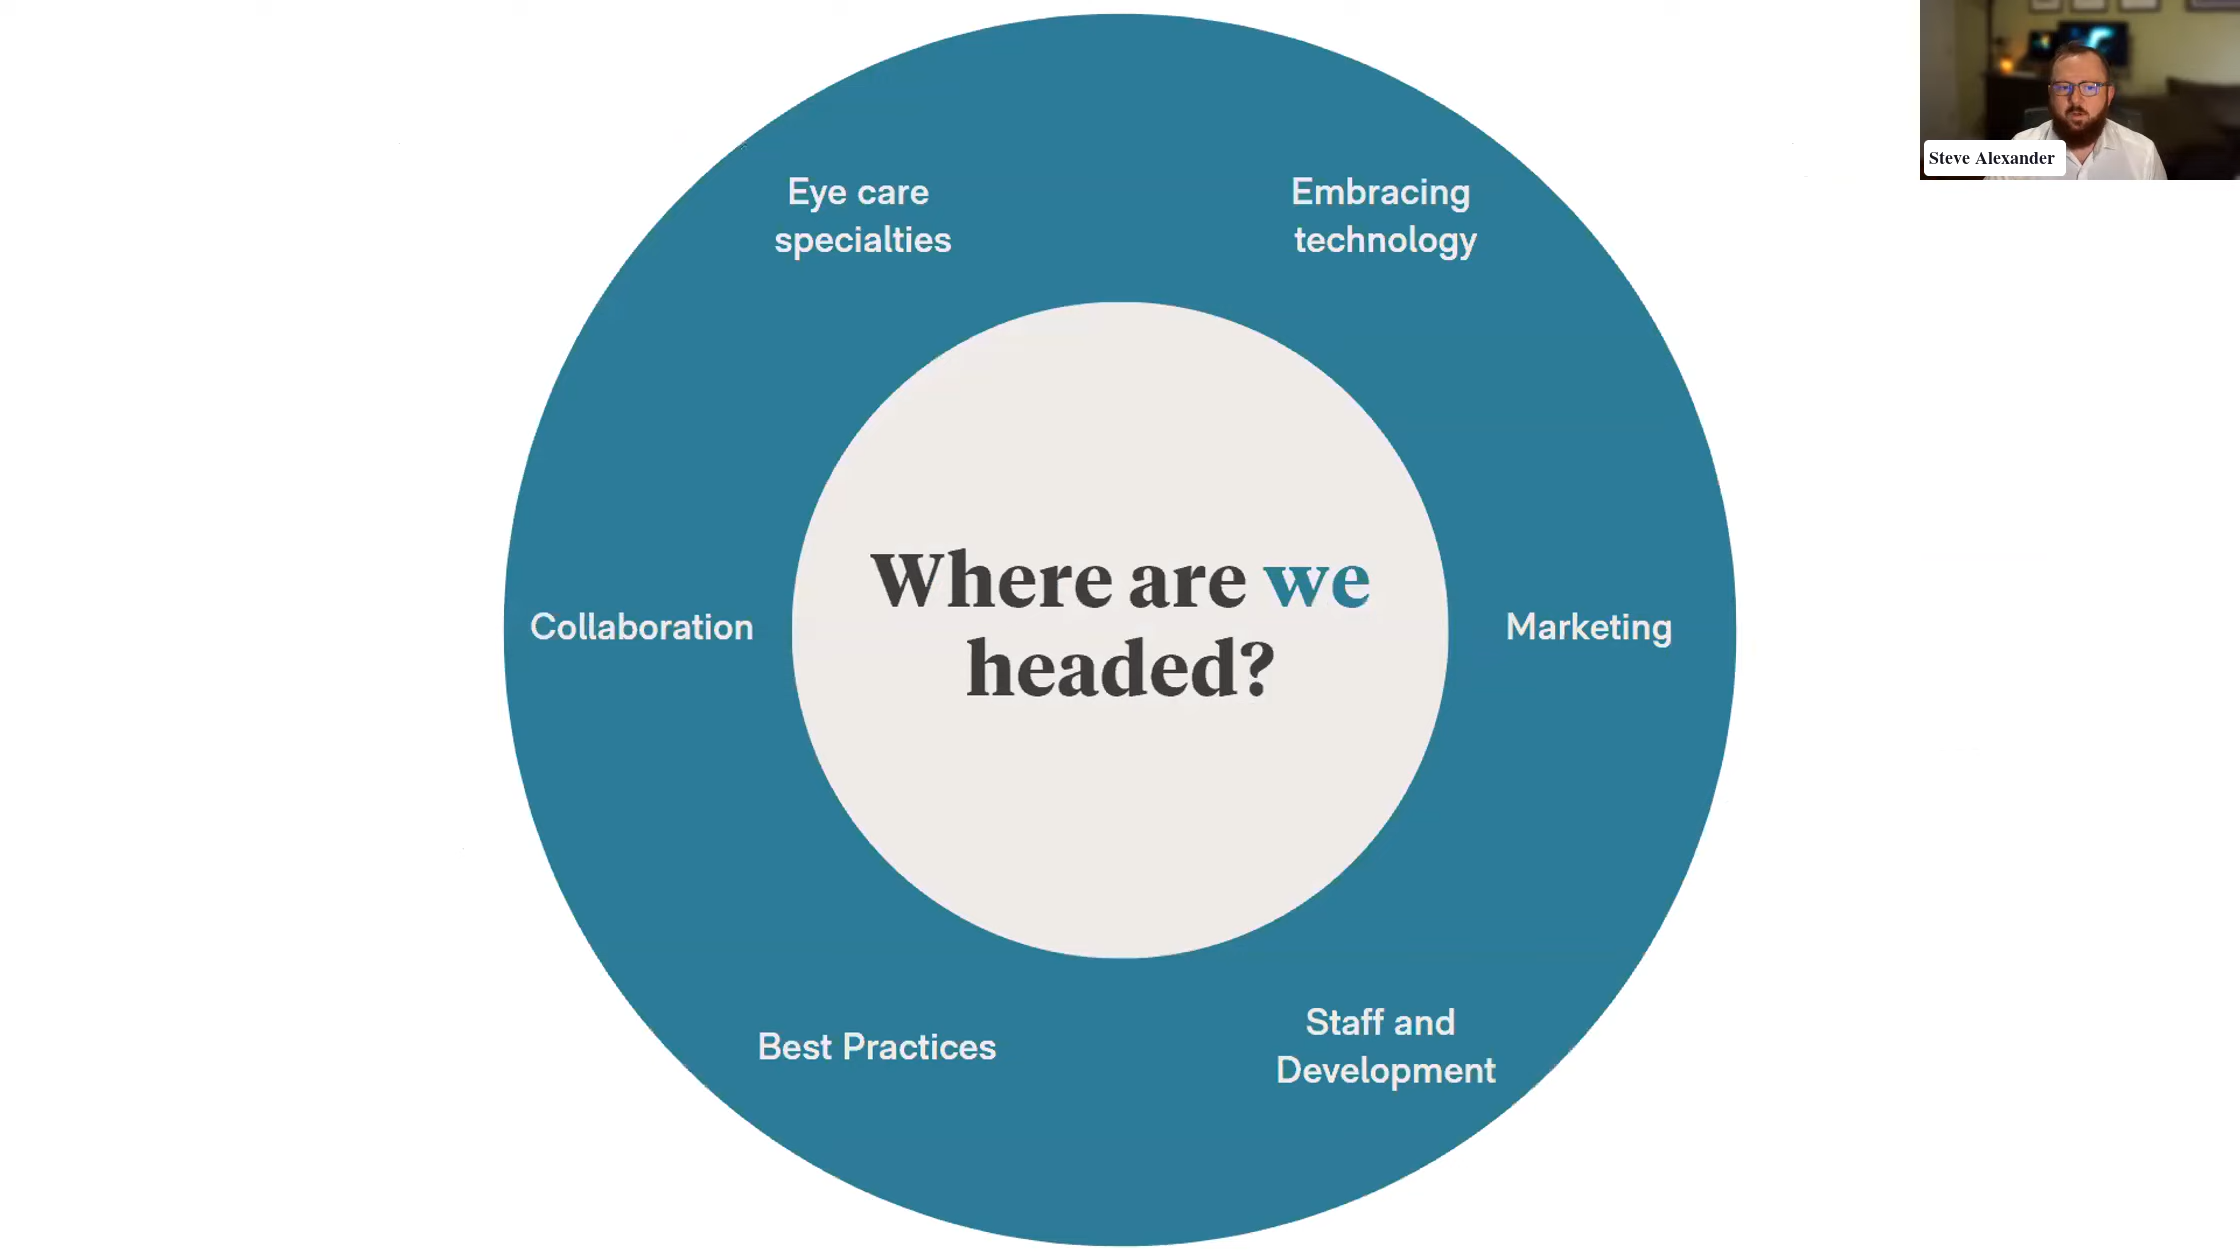 Eye care
specialties
Embracing
technology
Steve Alexander
Where are we
headed?
Collaboration
Marketing
Best Practices
Staff and
Development